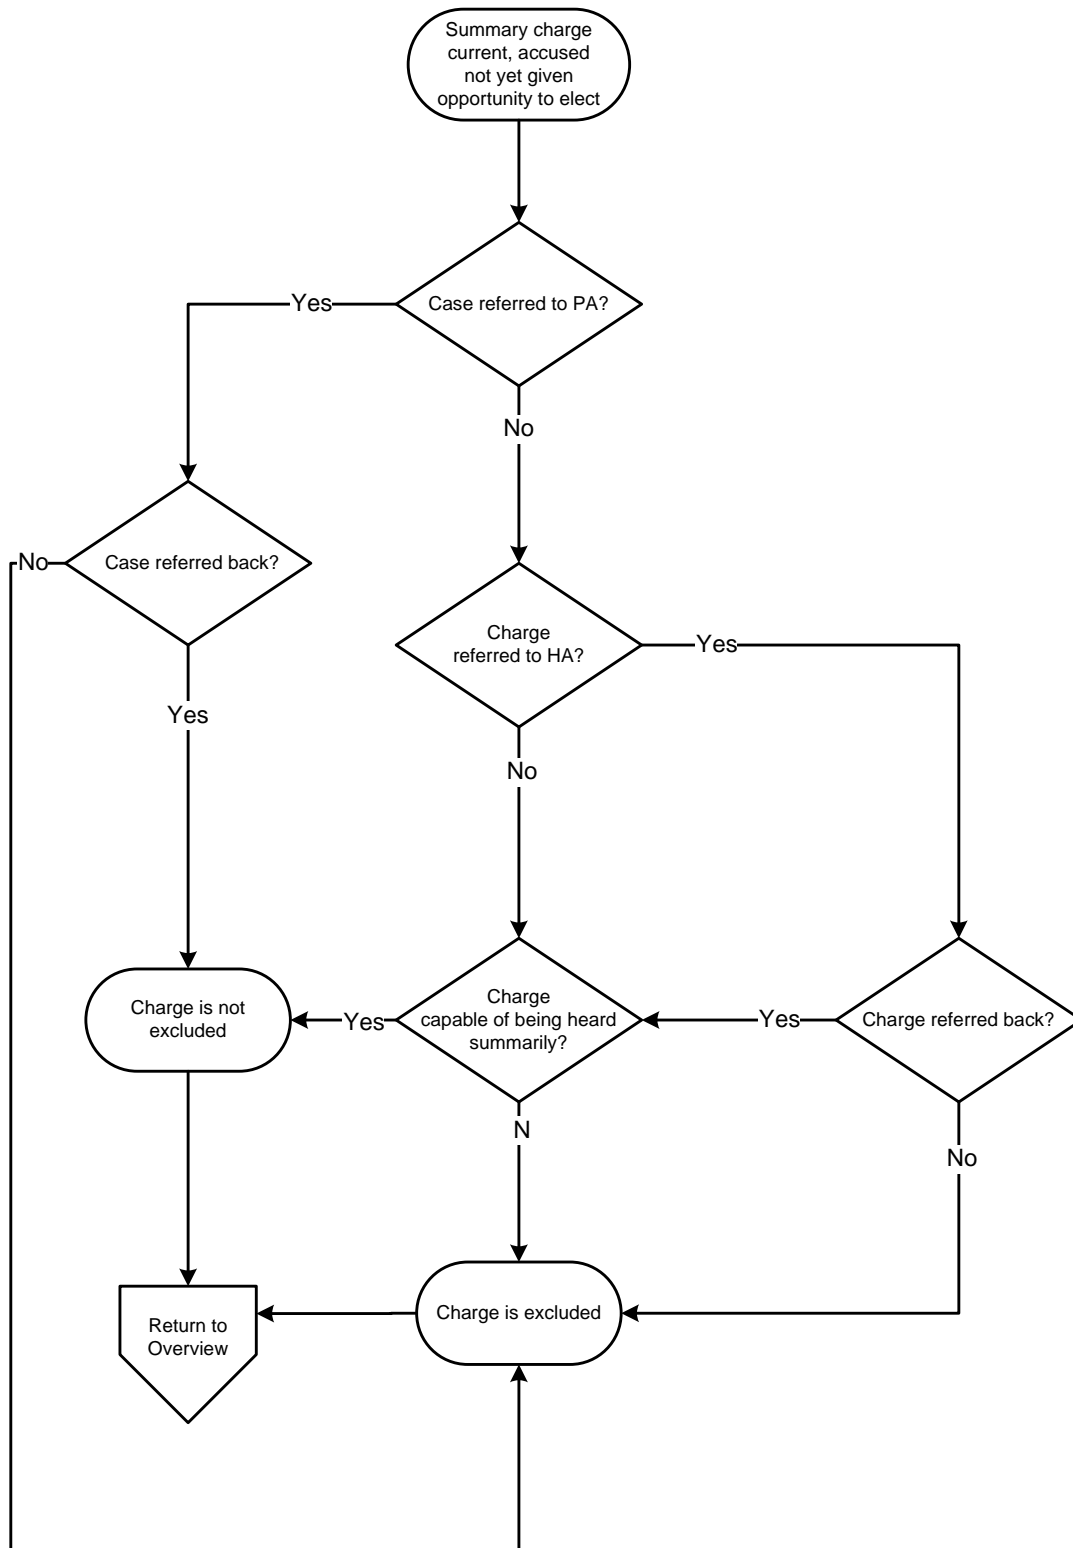 Summary charge
current, accused
not yet given
opportunity to elect
Case referred to PA?
Yes
No
Case referred back?
No
Yes
Charge
referred to HA?
Yes
No
Charge is not
excluded
Yes
Charge
capable of being heard
summarily?
Yes
Charge referred back?
N
No
Charge is excluded
Return to
Overview